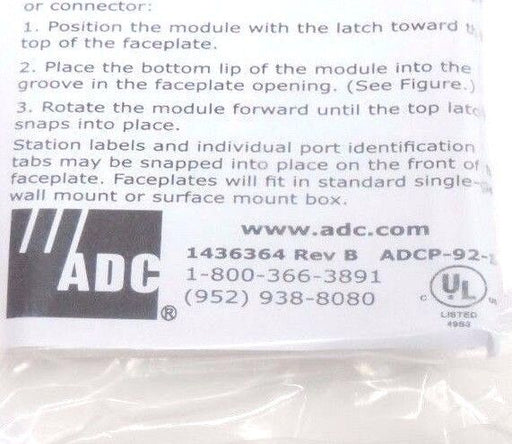 or connector:
1. Position the module with the latch toward
top of the faceplate.
2. Place the bottom lip of the module into the
groove in the faceplate opening. (See Figure.)
3. Rotate the module forward until the top latc
snaps into place.
Station labels and individual port identification
tabs may be snapped into place on the front of
faceplate. Faceplates will fit in standard single-
wall mount or surface mount box.
www.adc.com
1436364 Rev B ADCP-92-
ADC ®
1-800-366-3891
(952) 938-8080
c UL
LISTED